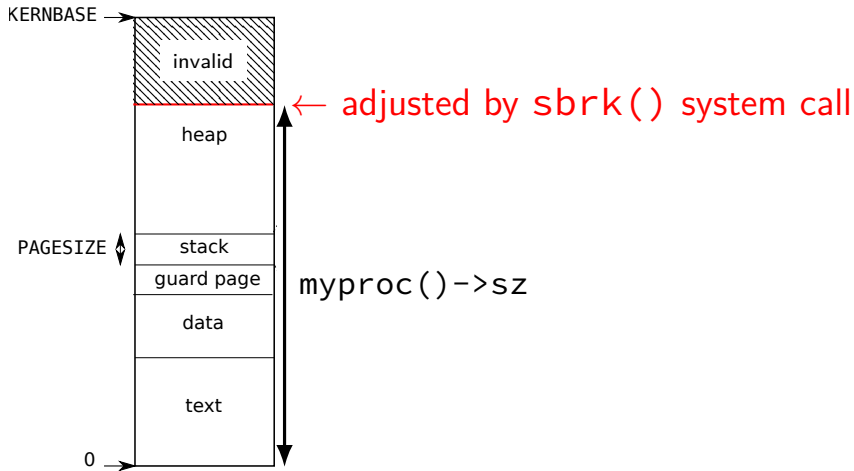 KERNBASE
invalid
← adjusted by sbrk() system call
heap
PAGESIZE
stack
guard page
myproc()->sz
data
text
0